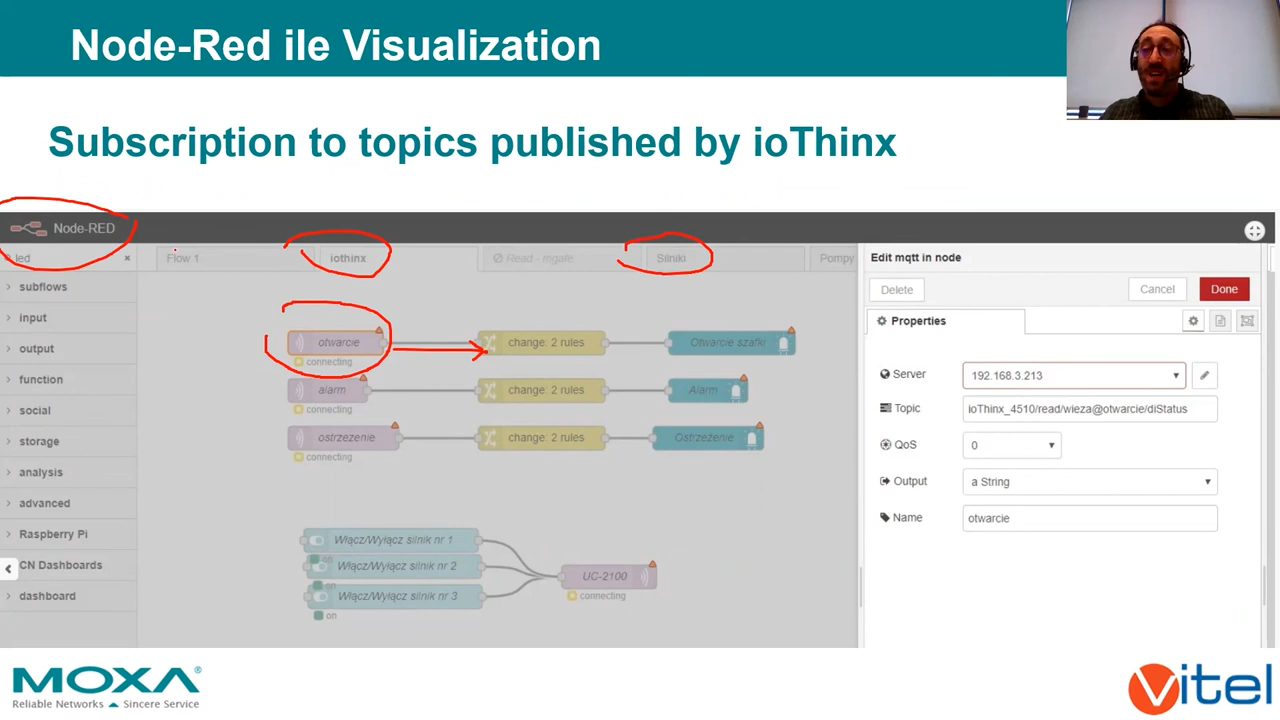 Node-Red ile Visualization
Subscription to topics published by ioThinx
Node-RED
led
Flow 1
iothinx
Read - mgate
Silniki
Pompy
Edit mqtt in node
Delete
Cancel
Done
Properties
subflows
input
output
function
social
storage
analysis
advanced
Raspberry Pi
CN Dashboards
dashboard
otwarcie
change: 2 rules
Otwarcie szafki
connecting
alarm
change: 2 rules
Alarm
connecting
ostrzeżenie
change: 2 rules
Ostrzeżenie
connecting
Włącz/Wyłącz silnik nr 1
on
Włącz/Wyłącz silnik nr 2
on
Włącz/Wyłącz silnik nr 3
on
UC-2100
connecting
Server
192.168.3.213
Topic
ioThinx_4510/read/wieza@otwarcie/diStatus
QoS
0
Output
a String
Name
otwarcie
MOXA®
Reliable Networks Sincere Service
Vitel